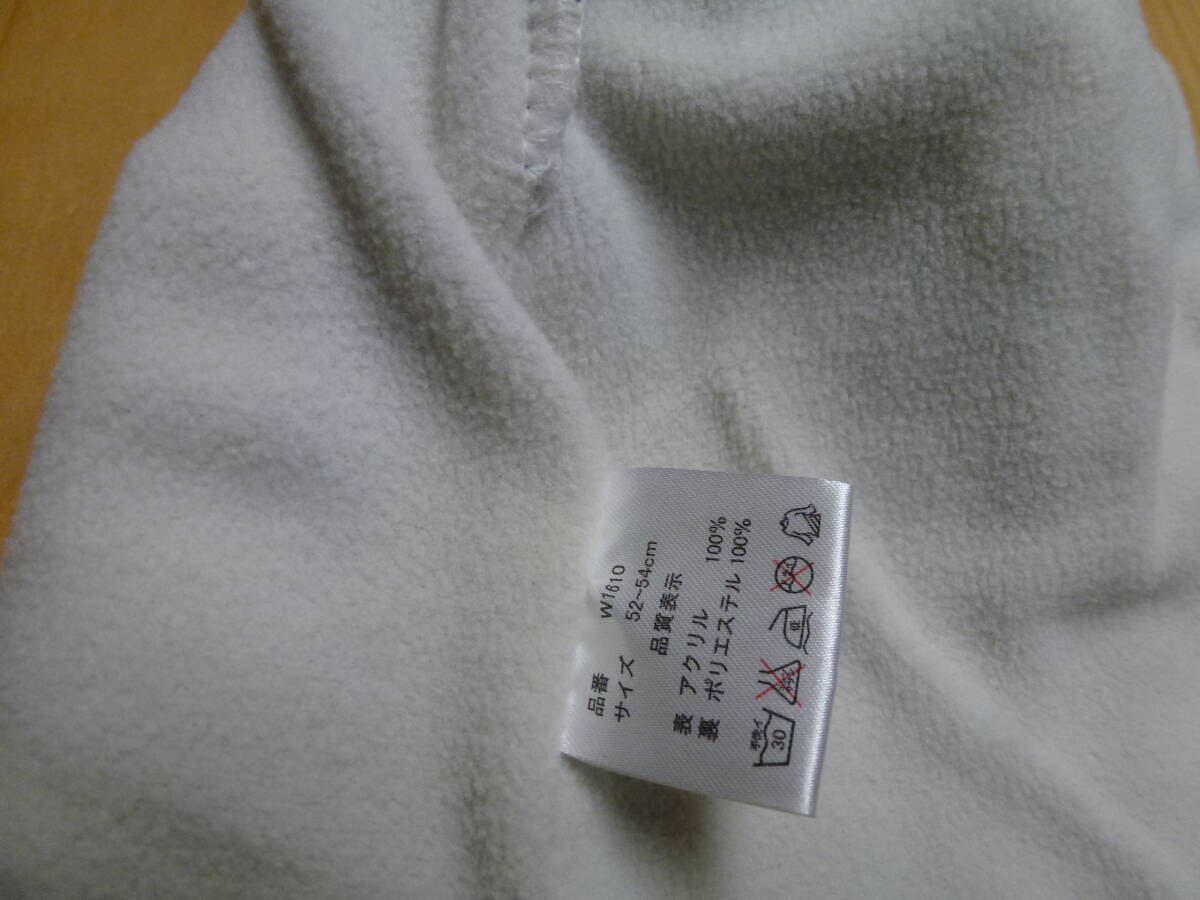 品番 W1610
サイズ 52~54cm
品質表示
表 アクリル 100%
裏 ポリエステル 100%
手洗イ
30